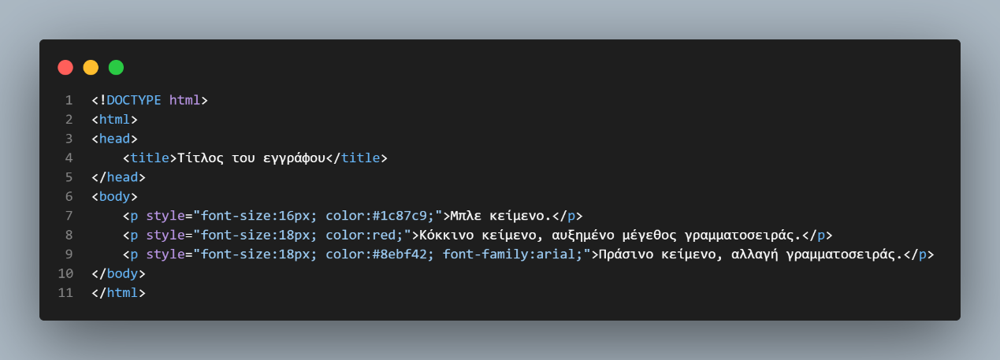 1 <!DOCTYPE html>
2 <html>
3 <head>
4     <title>Τίτλος του εγγράφου</title>
5 </head>
6 <body>
7     <p style="font-size:16px; color:#1c87c9;">Μπλε κείμενο.</p>
8     <p style="font-size:18px; color:red;">Κόκκινο κείμενο, αυξημένο μέγεθος γραμματοσειράς.</p>
9     <p style="font-size:18px; color:#8ebf42; font-family:arial;">Πράσινο κείμενο, αλλαγή γραμματοσειράς.</p>
10 </body>
11 </html>